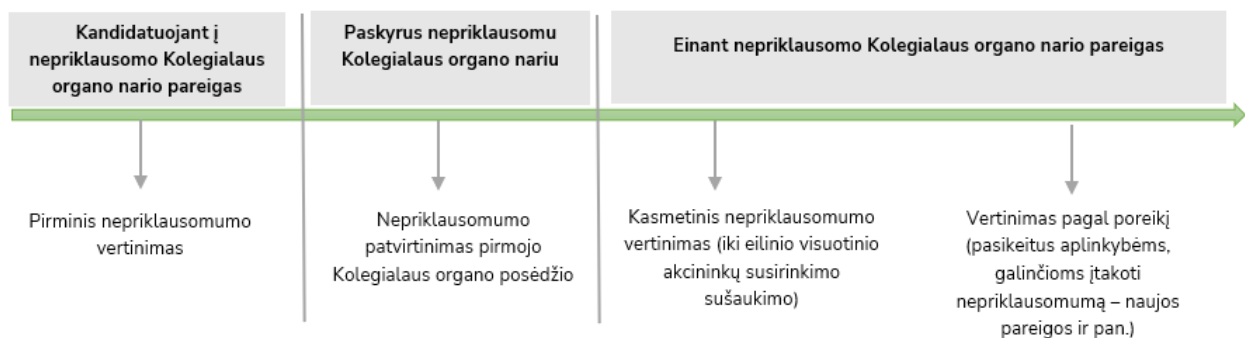 Kandidatuojant į
nepriklausomo Kolegialaus
organo nario pareigas
Paskyrus nepriklausomu
Kolegialaus organo nariu
Einant nepriklausomo Kolegialaus organo nario pareigas
Pirminis nepriklausomumo
vertinimas
Nepriklausomumo
patvirtinimas pirmojo
Kolegialaus organo posėdžio
Kasmetinis nepriklausomumo
vertinimas (iki eilinio visuotinio
akcininkų susirinkimo
sušaukimo)
Vertinimas pagal poreikį
(pasikeitus aplinkybėms,
galinčioms įtakoti
nepriklausomumą – naujos
pareigos ir pan.)